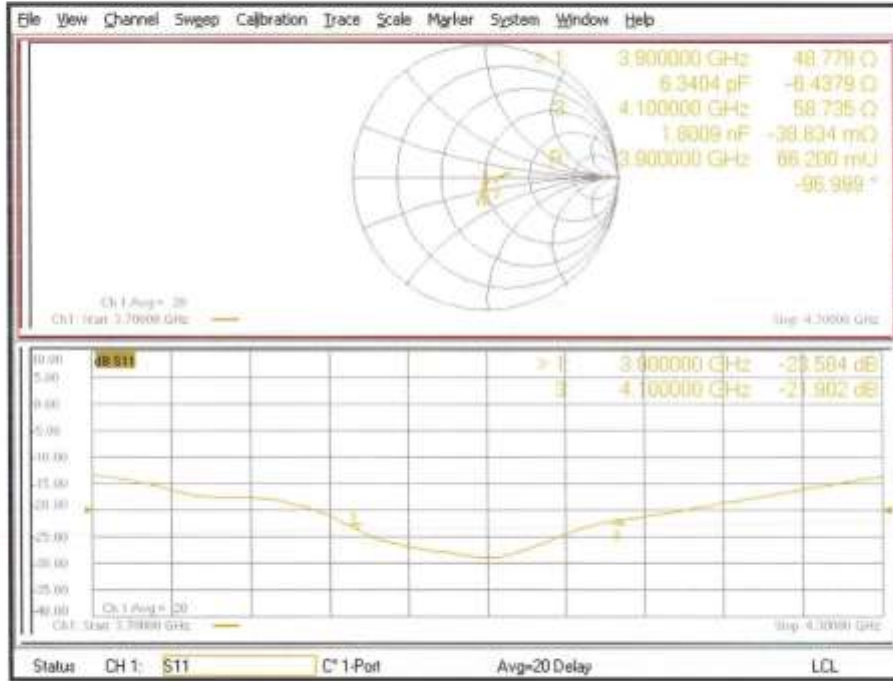 File View Channel Sweep Calibration Trace Scale Marker System Window Help
> 1 3.900000 GHz 48.779 Ω
6.3404 pF -6.4379 Ω
3 4.100000 GHz 58.735 Ω
1.8009 nF -38.834 mΩ
R 3.900000 GHz 66.200 mU
-96.999 °
Ch 1 Avg = 20
Ch1: Start 3.70000 GHz
Stop 4.30000 GHz
10.00
dB S11
> 1 3.900000 GHz -23.584 dB
5.00
3 4.100000 GHz -21.902 dB
0.00
-5.00
-10.00
-15.00
-20.00
-25.00
-30.00
-35.00
-40.00
Ch 1 Avg = 20
Ch1: Start 3.70000 GHz
Stop 4.30000 GHz
Status CH 1: S11 C* 1-Port Avg=20 Delay LCL